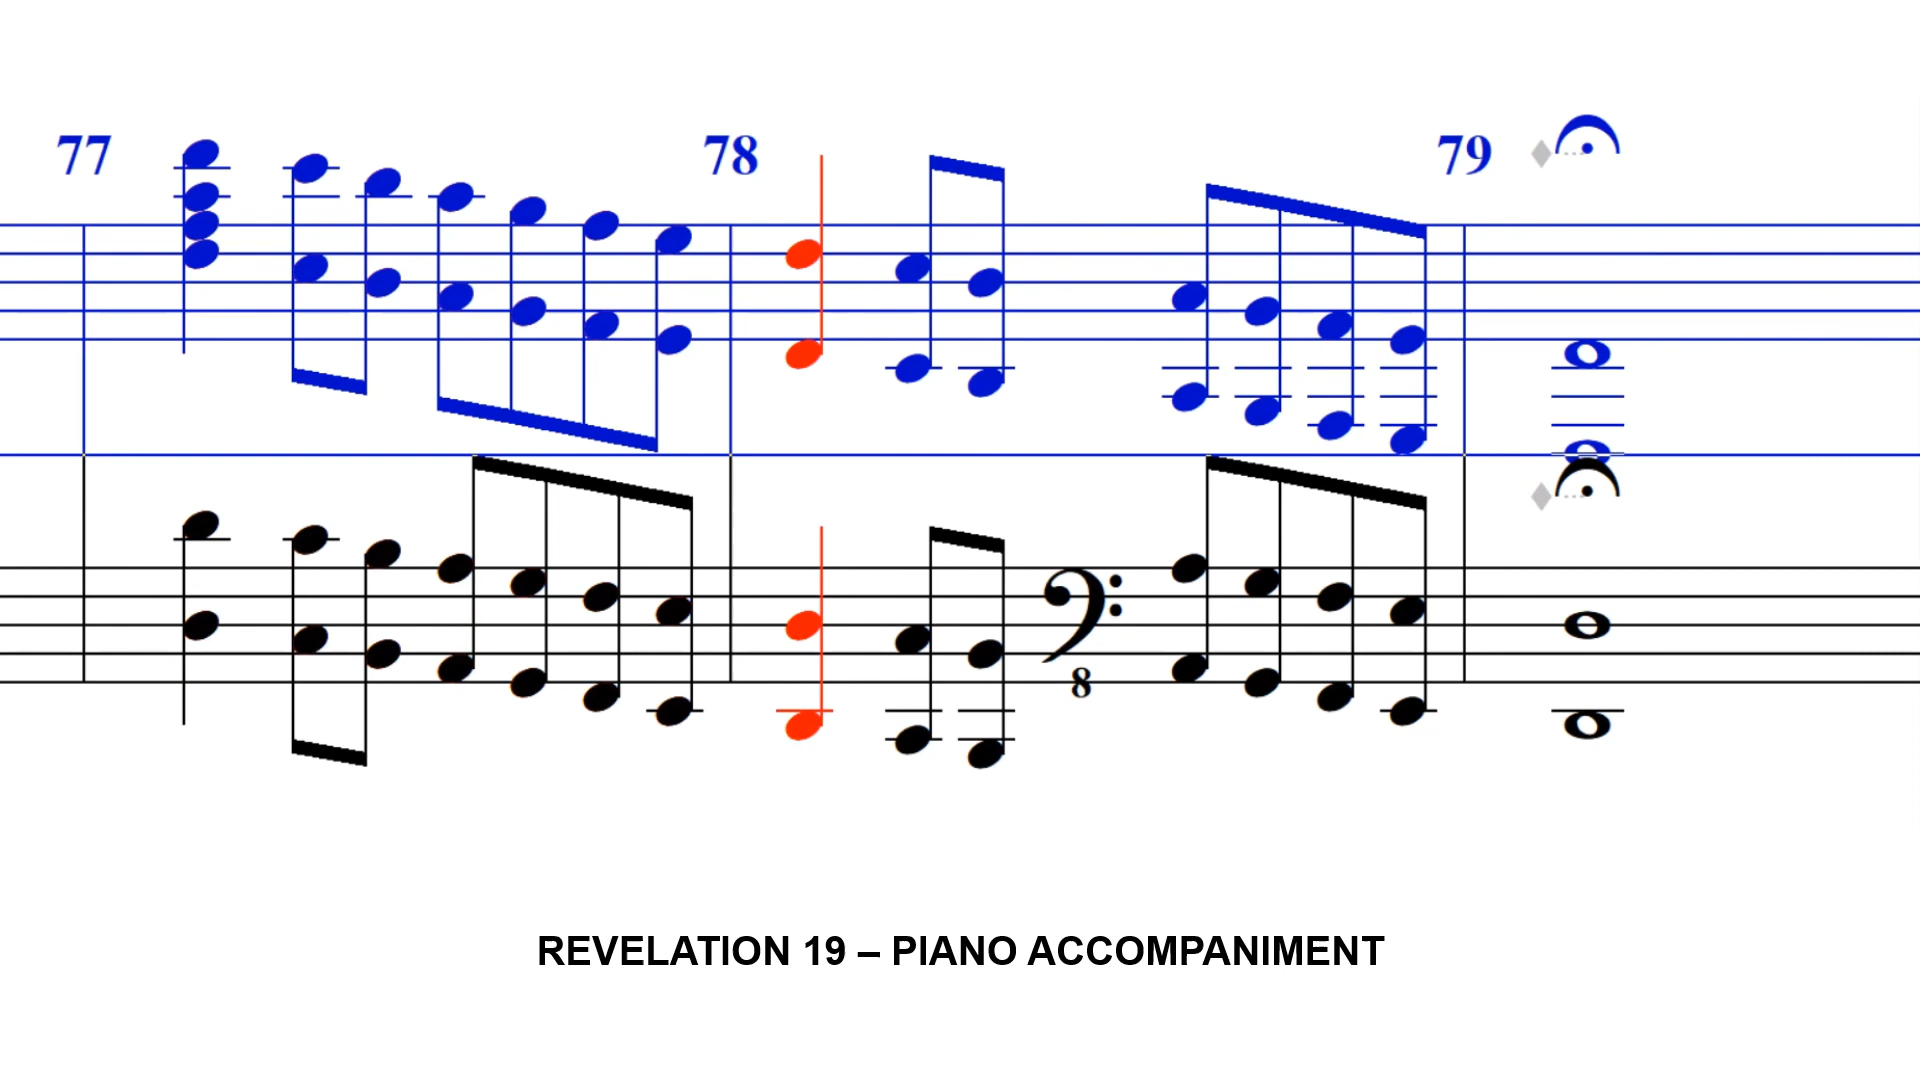 77 78 79
8
REVELATION 19 – PIANO ACCOMPANIMENT